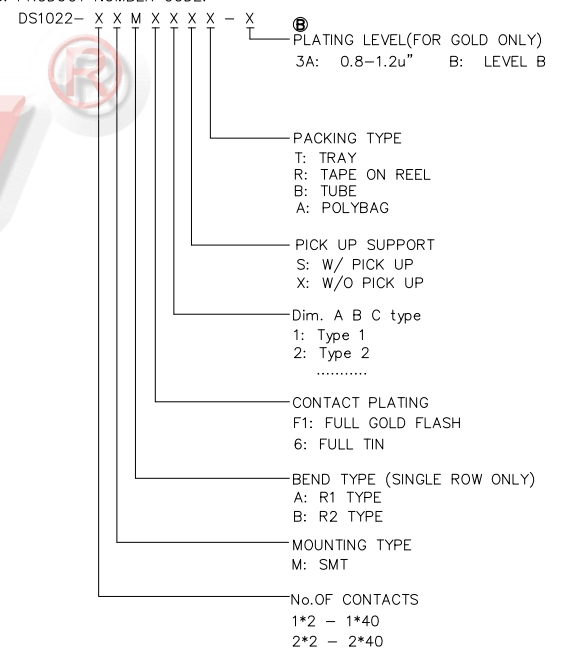 PRODUCT NUMBER CODE:
DS1022- X X M X X X X - X
B
PLATING LEVEL(FOR GOLD ONLY)
3A: 0.8-1.2u" B: LEVEL B
R
PACKING TYPE
T: TRAY
R: TAPE ON REEL
B: TUBE
A: POLYBAG
PICK UP SUPPORT
S: W/ PICK UP
X: W/O PICK UP
Dim. A B C type
1: Type 1
2: Type 2
...........
CONTACT PLATING
F1: FULL GOLD FLASH
6: FULL TIN
BEND TYPE (SINGLE ROW ONLY)
A: R1 TYPE
B: R2 TYPE
MOUNTING TYPE
M: SMT
No.OF CONTACTS
1*2 - 1*40
2*2 - 2*40